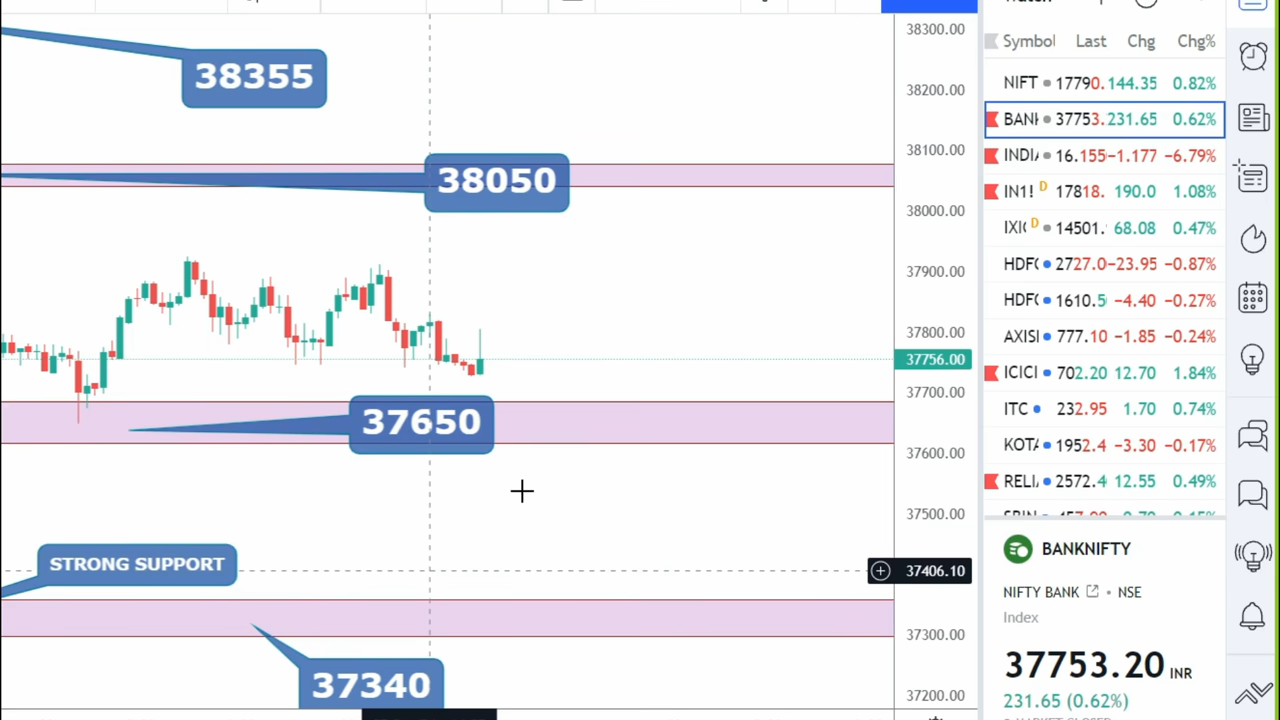 38355
38050
37650
STRONG SUPPORT
37340
38300.00
38200.00
38100.00
38000.00
37900.00
37800.00
37756.00
37700.00
37600.00
37500.00
37406.10
37300.00
37200.00
Symbol Last Chg Chg%
NIFT 17790. 144.35 0.82%
BANK 37753. 231.65 0.62%
INDIA 16.155 −1.177 −6.79%
IN1! D 17818. 190.0 1.08%
IXIC D 14501. 68.08 0.47%
HDFC 2727.0 −23.95 −0.87%
HDFC 1610.5 −4.40 −0.27%
AXISI 777.10 −1.85 −0.24%
ICICI 702.20 12.70 1.84%
ITC 232.95 1.70 0.74%
KOTA 1952.4 −3.30 −0.17%
RELI 2572.4 12.55 0.49%
BANKNIFTY
NIFTY BANK • NSE
Index
37753.20 INR
231.65 (0.62%)